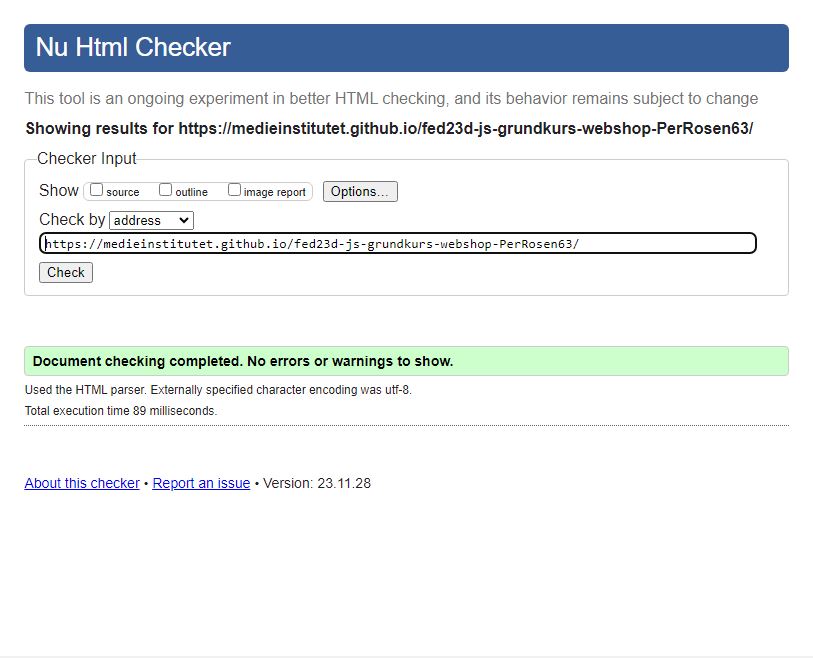 Nu Html Checker
This tool is an ongoing experiment in better HTML checking, and its behavior remains subject to change
Showing results for https://medieinstitutet.github.io/fed23d-js-grundkurs-webshop-PerRosen63/
Checker Input
Show source outline image report Options...
Check by address
https://medieinstitutet.github.io/fed23d-js-grundkurs-webshop-PerRosen63/
Check
Document checking completed. No errors or warnings to show.
Used the HTML parser. Externally specified character encoding was utf-8.
Total execution time 89 milliseconds.
About this checker • Report an issue • Version: 23.11.28